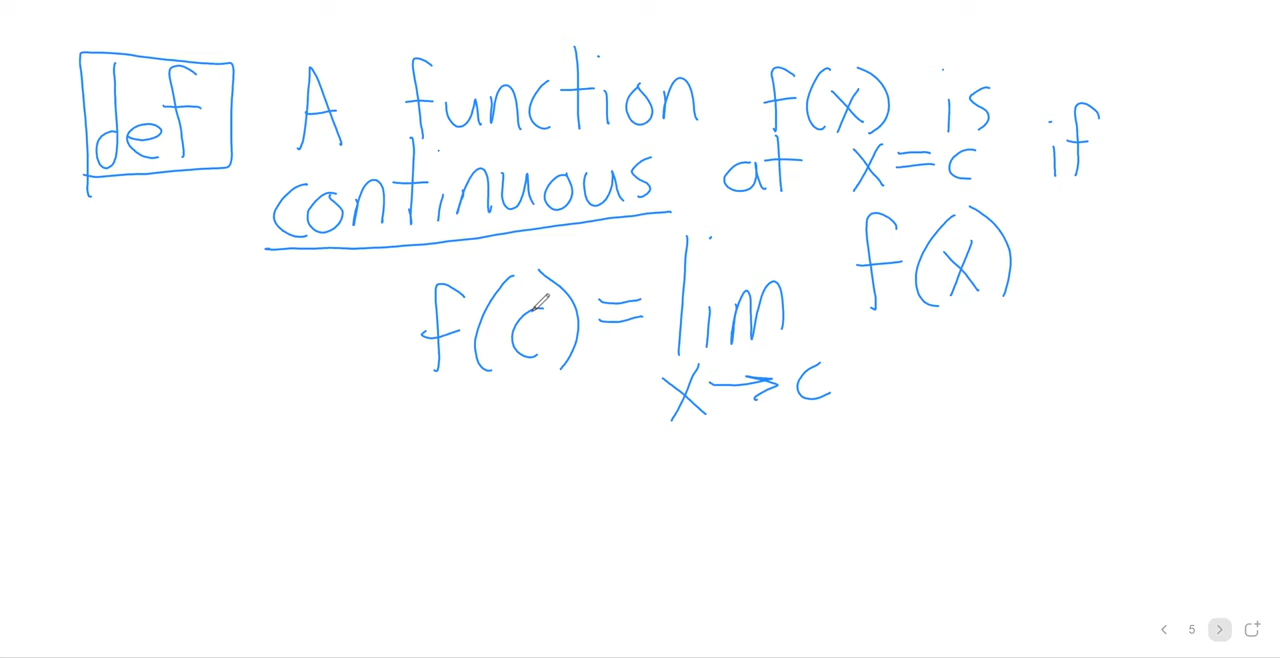 def A function f(x) is
continuous at x=c if
f(c) = lim f(x)
x→c
5